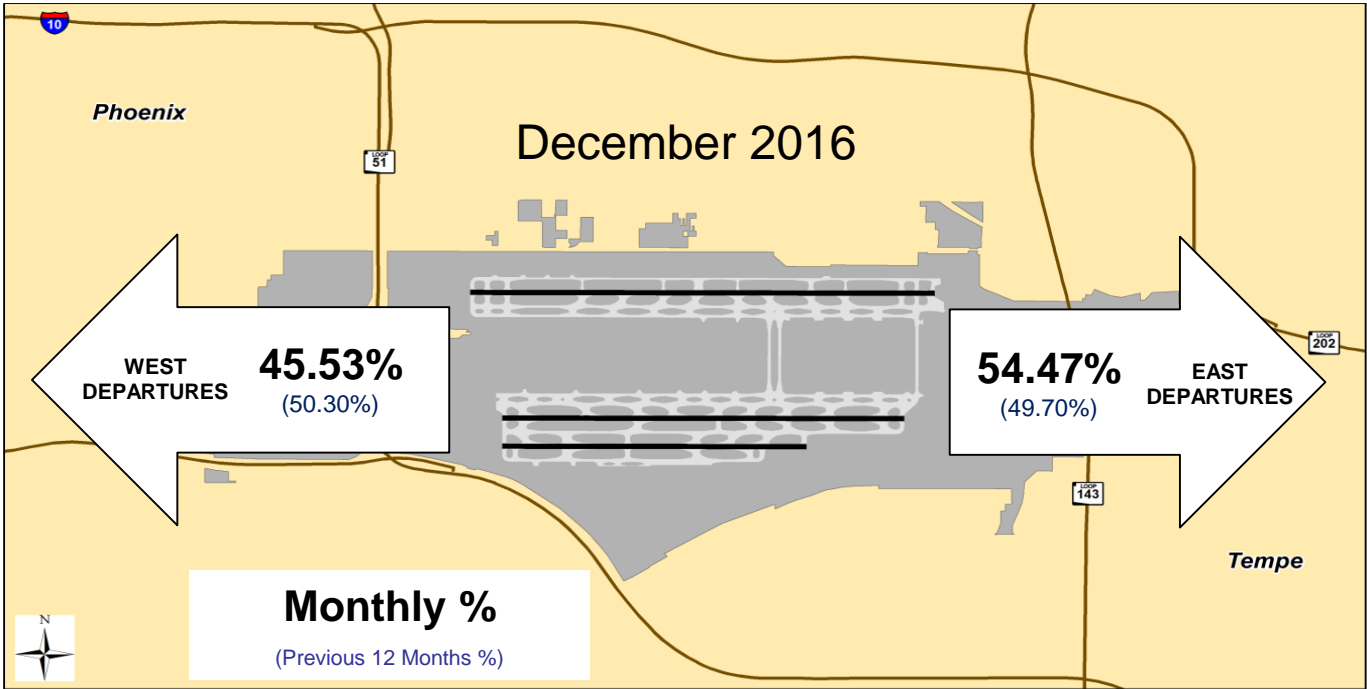 10
Phoenix
LOOP
51
December 2016
WEST
DEPARTURES
45.53%
(50.30%)
54.47%
(49.70%)
EAST
DEPARTURES
LOOP
202
LOOP
143
Tempe
Monthly %
(Previous 12 Months %)
N